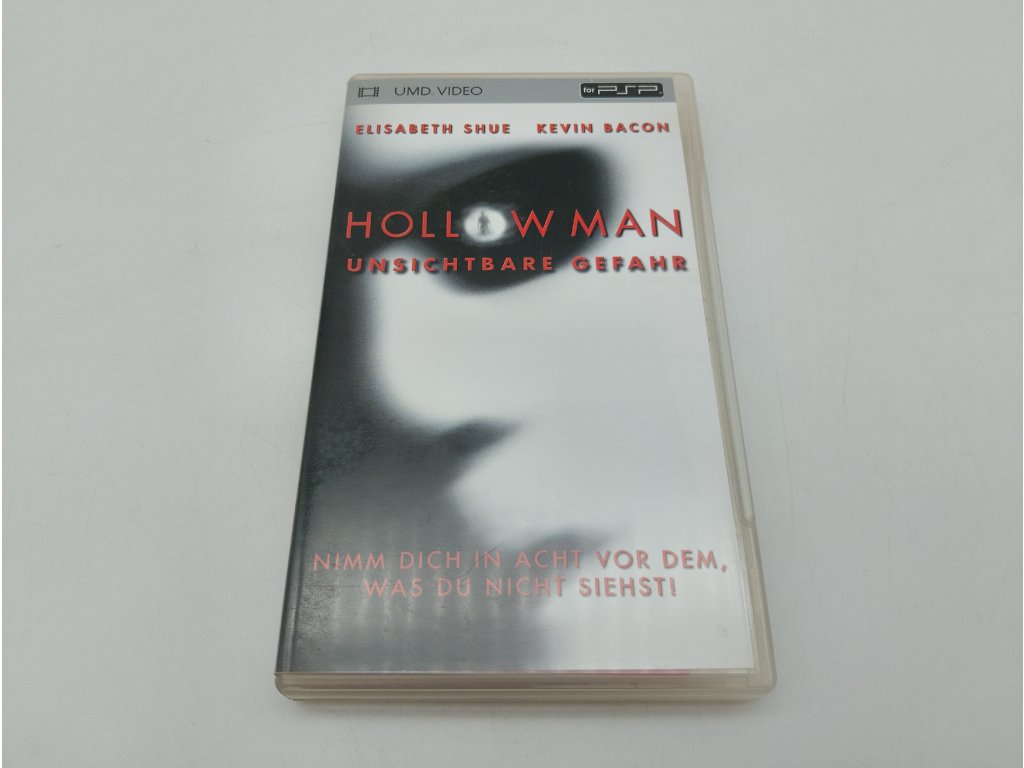 UMD. VIDEO for PSP
ELISABETH SHUE KEVIN BACON
HOLLOW MAN
UNSICHTBARE GEFAHR
NIMM DICH IN ACHT VOR DEM,
WAS DU NICHT SIEHST!